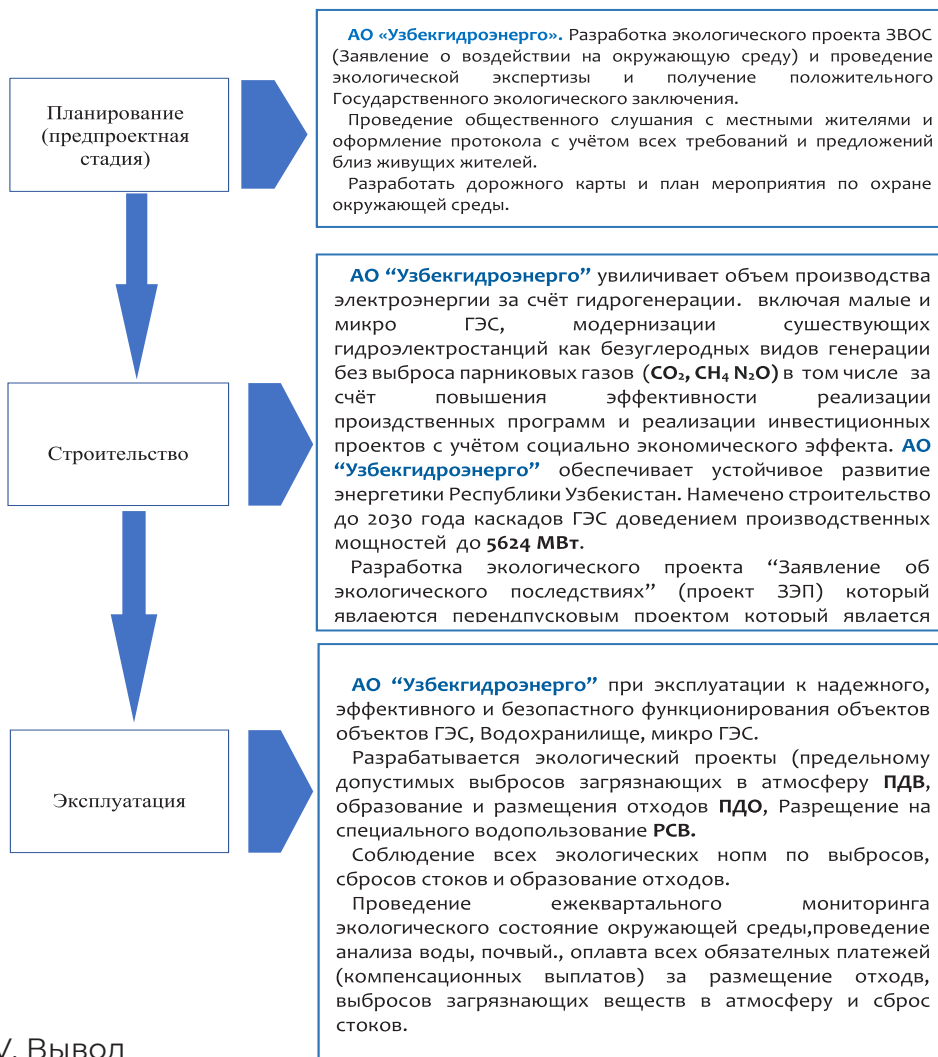 АО «Узбекгидроэнерго». Разработка экологического проекта ЗВОС
(Заявление о воздействии на окружающую среду) и проведение
экологической экспертизы и получение положительного
Государственного экологического заключения.
Проведение общественного слушания с местными жителями и
оформление протокола с учётом всех требований и предложений
близ живущих жителей.
Разработать дорожного карты и план мероприятия по охране
окружающей среды.
Планирование
(предпроектная
стадия)
АО “Узбекгидроэнерго” увиличивает объем производства
электроэнергии за счёт гидрогенерации. включая малые и
микро ГЭС, модернизации сушествующих
гидроэлектростанций как безуглеродных видов генерации
без выброса парниковых газов (CO₂, CH₄ N₂O) в том числе за
счёт повышения эффективности реализации
произдственных программ и реализации инвестиционных
проектов с учётом социально экономического эффекта. АО
“Узбекгидроэнерго” обеспечивает устойчивое развитие
энергетики Республики Узбекистан. Намечено строительство
до 2030 года каскадов ГЭС доведением производственных
мощностей до 5624 МВт.
Разработка экологического проекта “Заявление об
экологического последствиях” (проект ЗЭП) который
явлаеются перендпусковым проектом который явлается
Строительство
АО “Узбекгидроэнерго” при эксплуатации к надежного,
эффективного и безопастного функционирования объектов
объектов ГЭС, Водохранилище, микро ГЭС.
Разрабатывается экологический проекты (предельному
допустимых выбросов загрязнающих в атмосферу ПДВ,
образование и размещения отходов ПДО, Разрещение на
специального водопользование РСВ.
Соблюдение всех экологических нопм по выбросов,
сбросов стоков и образование отходов.
Проведение ежеквартального мониторинга
экологического состояние окружающей среды,проведение
анализа воды, почвый., оплавта всех обязателных платежей
(компенсационных выплатов) за размещение отходв,
выбросов загрязнающих веществ в атмосферу и сброс
стоков.
Эксплуатация
V. Вывод